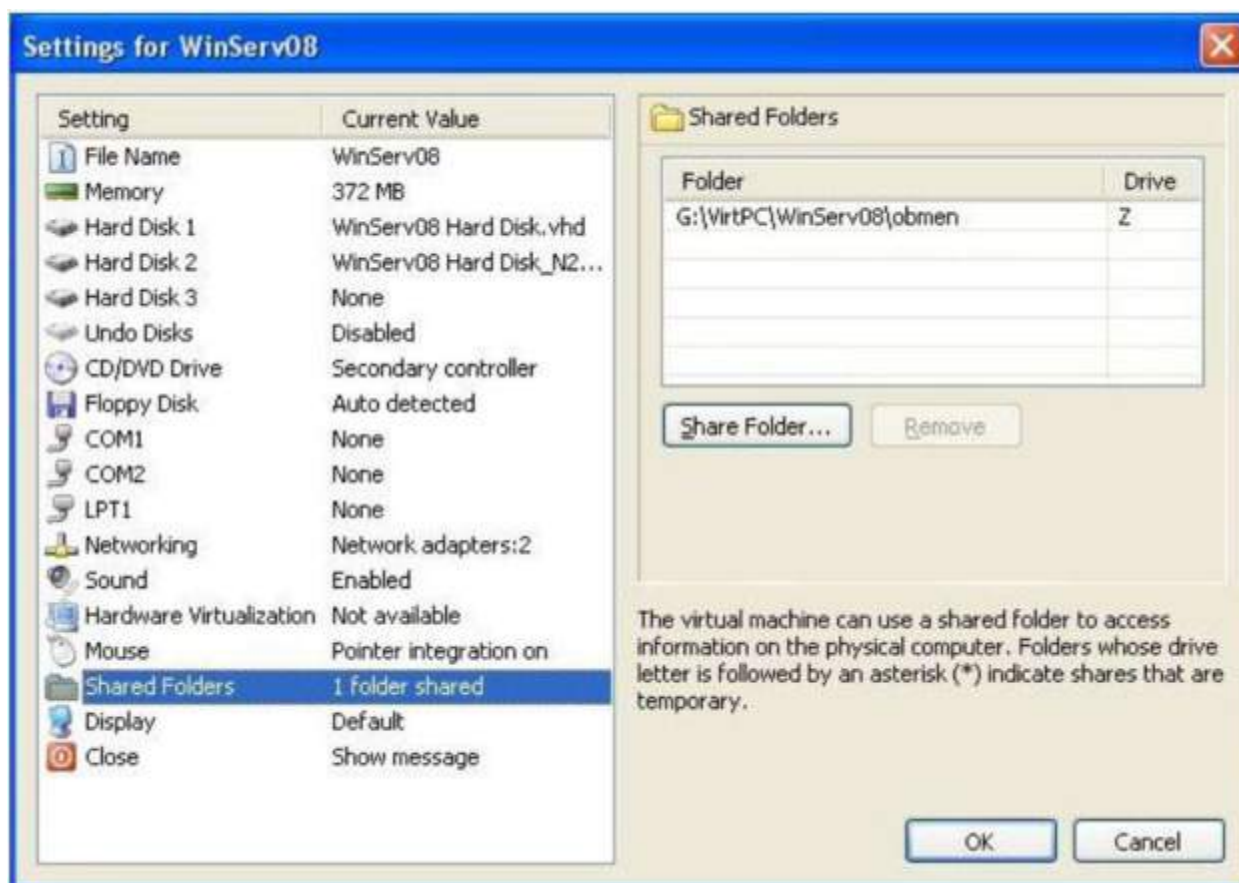 Settings for WinServ08
Setting Current Value
File Name WinServ08
Memory 372 MB
Hard Disk 1 WinServ08 Hard Disk.vhd
Hard Disk 2 WinServ08 Hard Disk_N2...
Hard Disk 3 None
Undo Disks Disabled
CD/DVD Drive Secondary controller
Floppy Disk Auto detected
COM1 None
COM2 None
LPT1 None
Networking Network adapters:2
Sound Enabled
Hardware Virtualization Not available
Mouse Pointer integration on
Shared Folders 1 folder shared
Display Default
Close Show message
Shared Folders
Folder Drive
G:\VirtPC\WinServ08\obmen Z
Share Folder... Remove
The virtual machine can use a shared folder to access
information on the physical computer. Folders whose drive
letter is followed by an asterisk (*) indicate shares that are
temporary.
OK Cancel